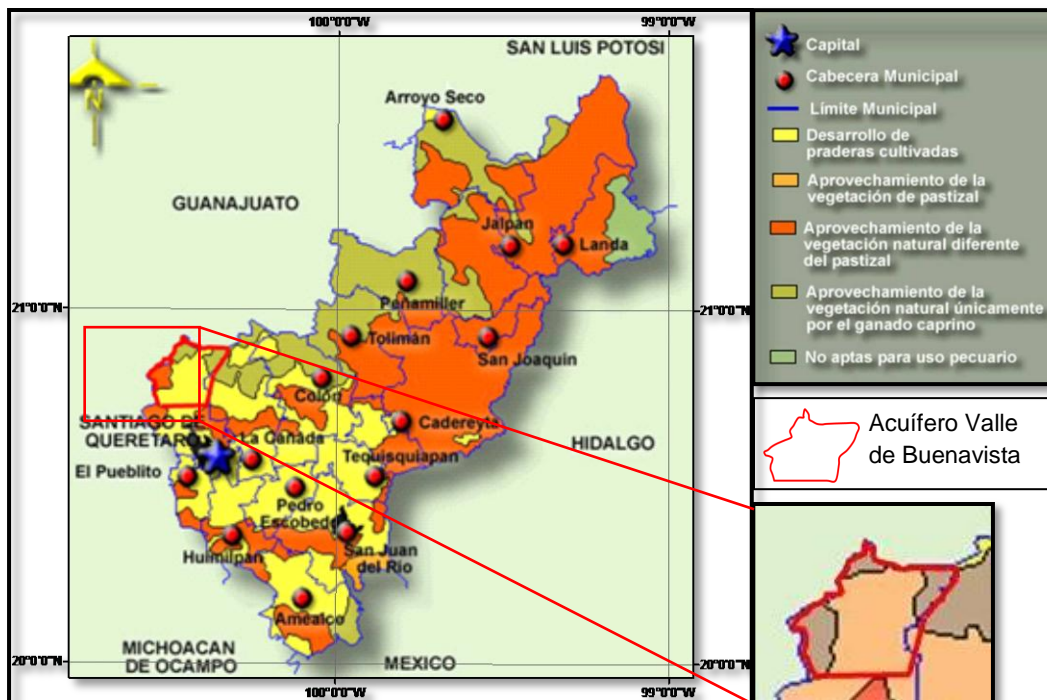 100°0'0"W
99°0'0"W
SAN LUIS POTOSI
N
Arroyo Seco
GUANAJUATO
Jalpan
Landa
21°0'0"N
21°0'0"N
Peñamiller
Tolimán
San Joaquin
Colón
SANTIAGO DE
QUERETARO
La Cañada
Cadereyta
HIDALGO
El Pueblito
Tequisquiapan
Pedro
Escobedo
Huimilpan
San Juan
del Rio
Amealco
MICHOACAN
DE OCAMPO
MEXICO
20°0'0"N
20°0'0"N
100°0'0"W
99°0'0"W
Capital
Cabecera Municipal
Límite Municipal
Desarrollo de
praderas cultivadas
Aprovechamiento de la
vegetación de pastizal
Aprovechamiento de la
vegetación natural diferente
del pastizal
Aprovechamiento de la
vegetación natural únicamente
por el ganado caprino
No aptas para uso pecuario
Acuífero Valle
de Buenavista